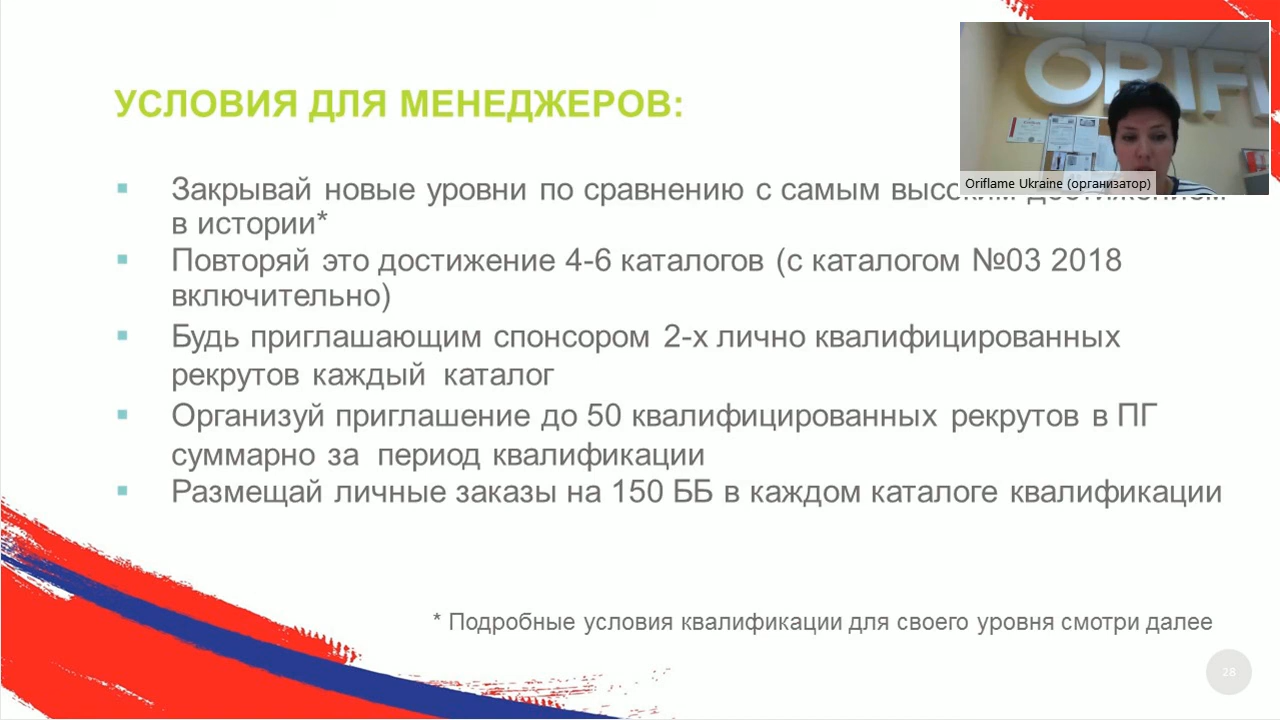 УСЛОВИЯ ДЛЯ МЕНЕДЖЕРОВ:
ORIFL
Oriflame Ukraine (организатор)
▪ Закрывай новые уровни по сравнению с самым высоким достижением
в истории*
▪ Повторяй это достижение 4-6 каталогов (с каталогом №03 2018
включительно)
▪ Будь приглашающим спонсором 2-х лично квалифицированных
рекрутов каждый каталог
▪ Организуй приглашение до 50 квалифицированных рекрутов в ПГ
суммарно за период квалификации
▪ Размещай личные заказы на 150 ББ в каждом каталоге квалификации
* Подробные условия квалификации для своего уровня смотри далее
28